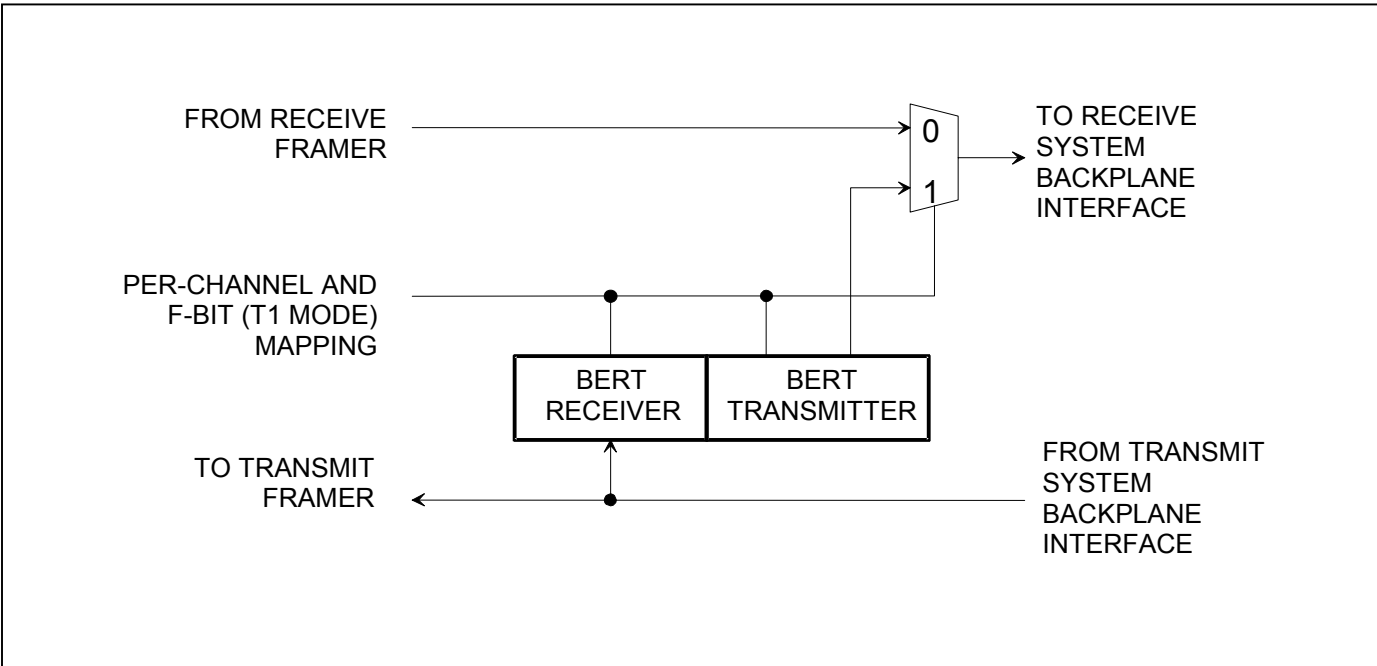 FROM RECEIVE
FRAMER
0
1
TO RECEIVE
SYSTEM
BACKPLANE
INTERFACE
PER-CHANNEL AND
F-BIT (T1 MODE)
MAPPING
BERT
RECEIVER
BERT
TRANSMITTER
TO TRANSMIT
FRAMER
FROM TRANSMIT
SYSTEM
BACKPLANE
INTERFACE